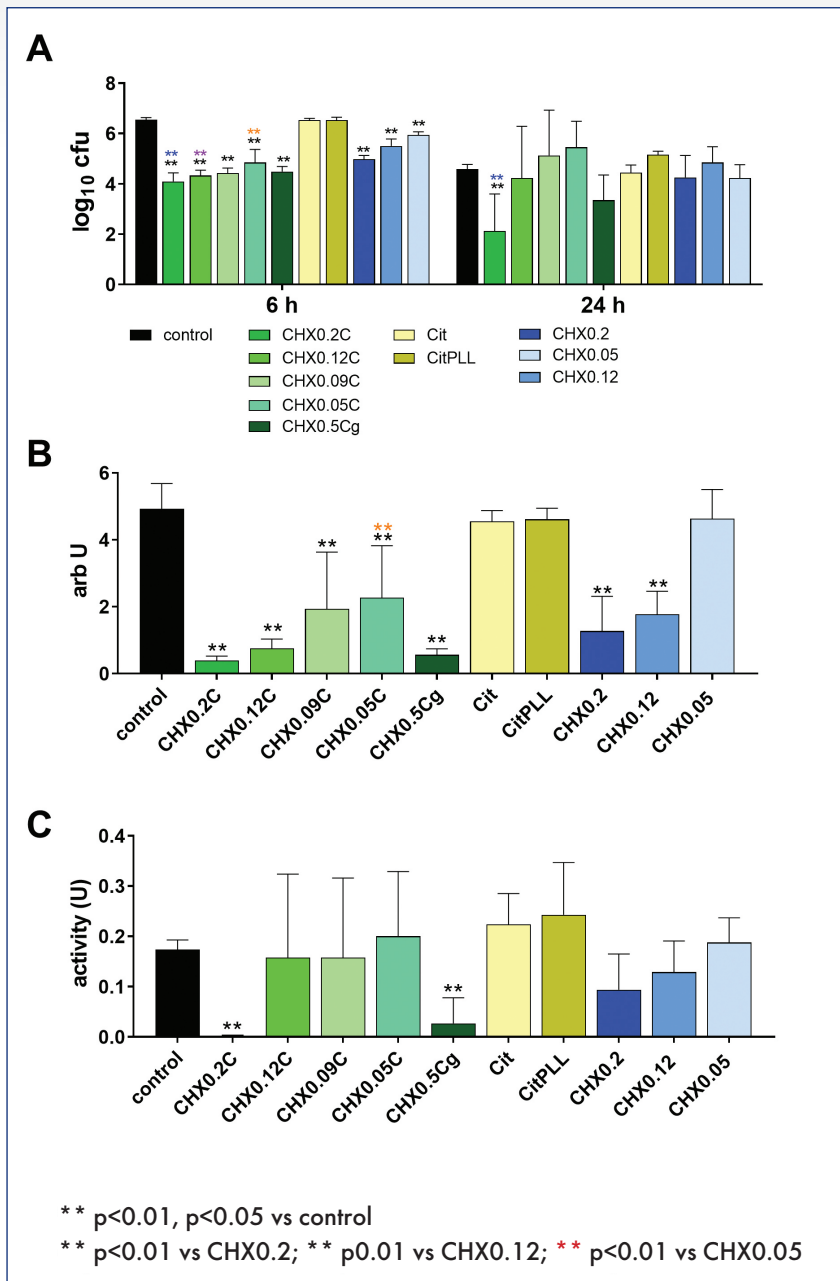 A
log₁₀ cfu
8
6
4
2
0
** ** ** ** ** ** ** ** ** **
** ** ** **
** **
6 h 24 h
control CHX0.2C Cit CHX0.2
CHX0.12C CitPLL CHX0.05
CHX0.09C CHX0.12
CHX0.05C
CHX0.5Cg
B
arb U
6
4
2
0
** ** ** ** ** ** ** **
control CHX0.2C CHX0.12C CHX0.09C CHX0.05C CHX0.5Cg Cit CitPLL CHX0.2 CHX0.12 CHX0.05
C
activity (U)
0.4
0.3
0.2
0.1
0.0
** **
control CHX0.2C CHX0.12C CHX0.09C CHX0.05C CHX0.5Cg Cit CitPLL CHX0.2 CHX0.12 CHX0.05
** p<0.01, p<0.05 vs control
** p<0.01 vs CHX0.2; ** p0.01 vs CHX0.12; ** p<0.01 vs CHX0.05